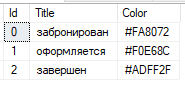 Id Title Color
0 забронирован #FA8072
1 оформляется #F0E68C
2 завершен #ADFF2F